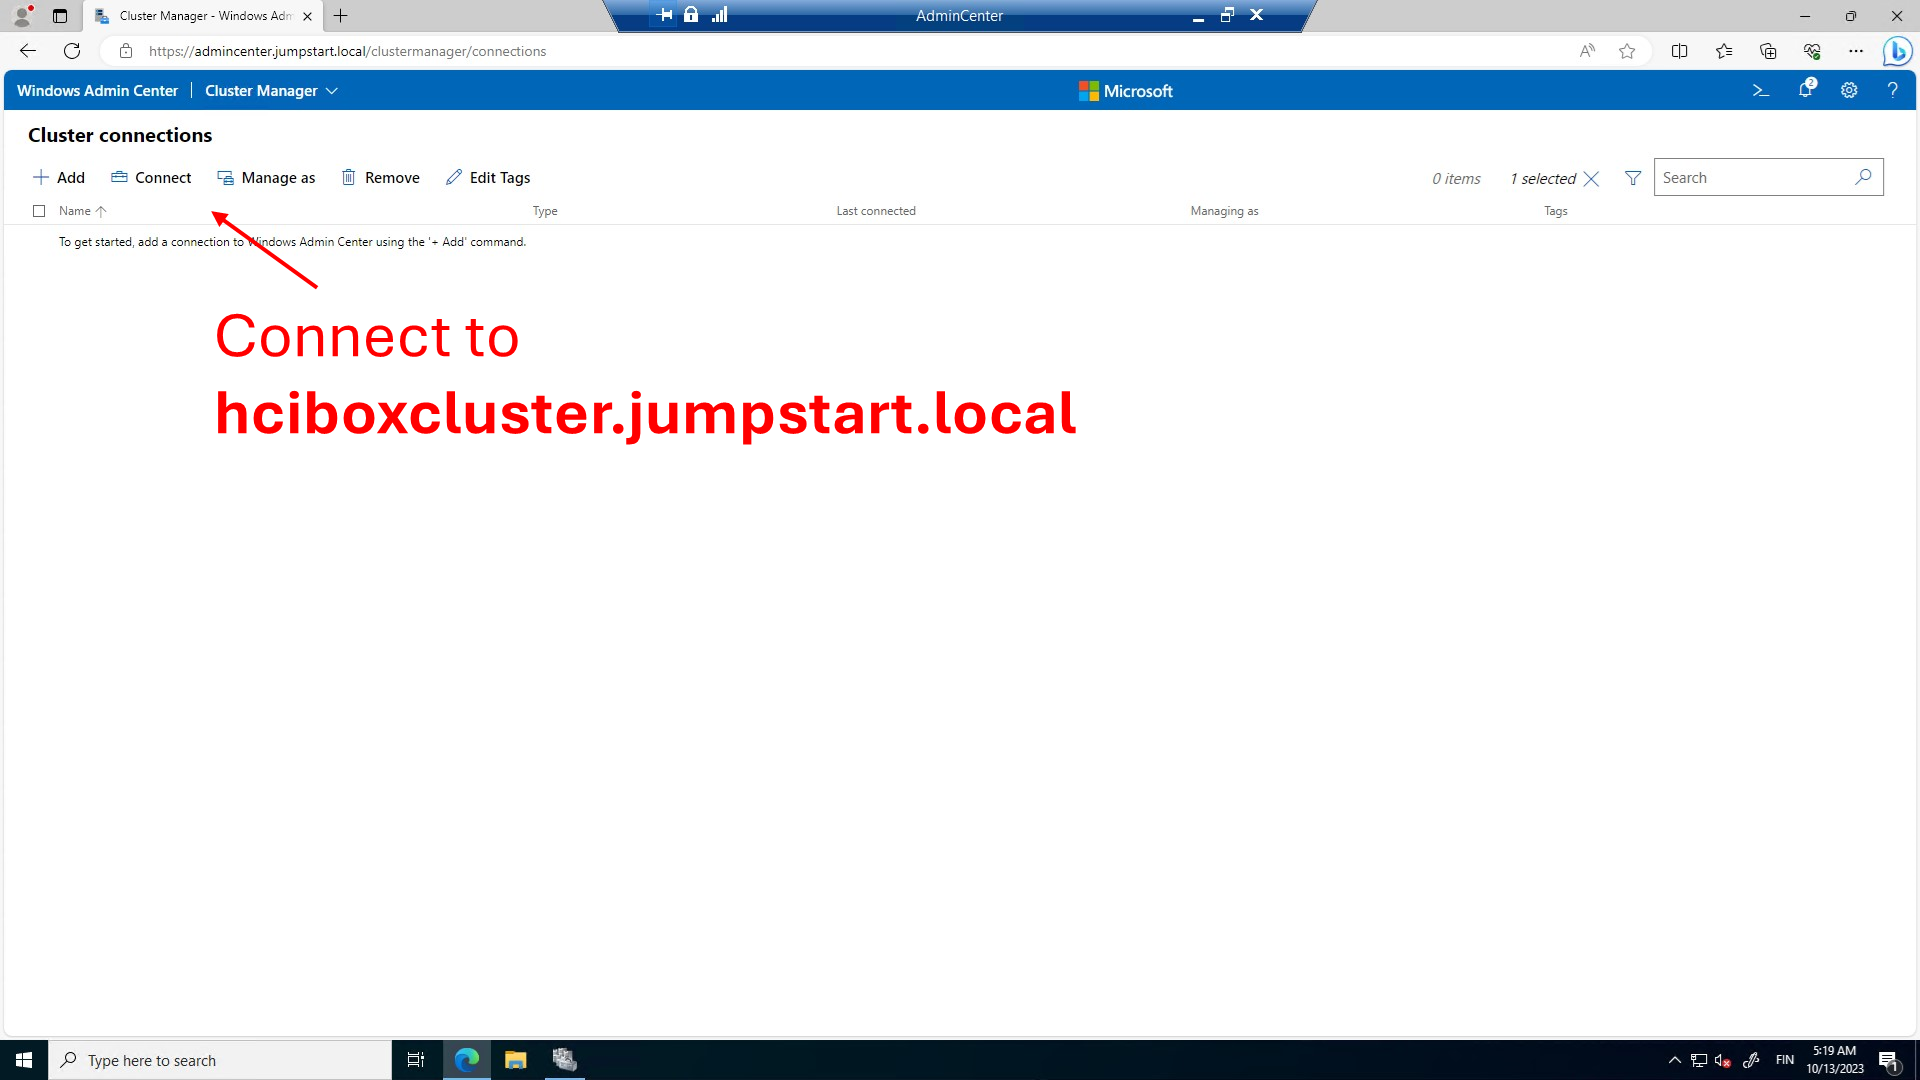 Cluster Manager - Windows Adm
AdminCenter
https://admincenter.jumpstart.local/clustermanager/connections
Windows Admin Center | Cluster Manager
Microsoft
2
Cluster connections
Add Connect Manage as Remove Edit Tags
0 items 1 selected Search
Name Type Last connected Managing as Tags
To get started, add a connection to Windows Admin Center using the '+ Add' command.
Connect to
hciboxcluster.jumpstart.local
Type here to search
FIN
5:19 AM
10/13/2023
1